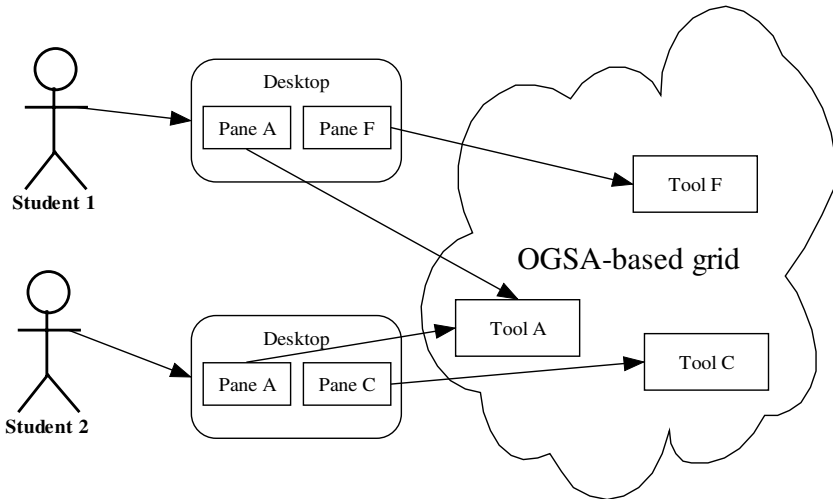 Desktop
Pane A
Pane F
Tool F
Student 1
OGSA-based grid
Desktop
Tool A
Pane A
Pane C
Tool C
Student 2